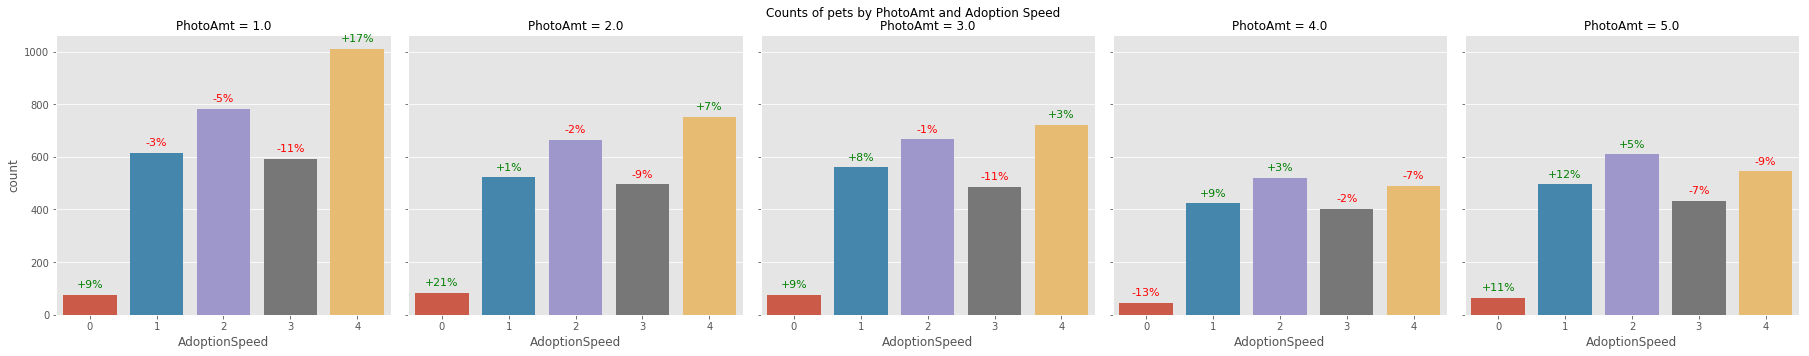 Counts of pets by PhotoAmt and Adoption Speed
PhotoAmt = 1.0
count
1000
800
600
400
200
0
+9%
-3%
-5%
-11%
+17%
0 1 2 3 4
AdoptionSpeed
PhotoAmt = 2.0
+21%
+1%
-2%
-9%
+7%
0 1 2 3 4
AdoptionSpeed
PhotoAmt = 3.0
+9%
+8%
-1%
-11%
+3%
0 1 2 3 4
AdoptionSpeed
PhotoAmt = 4.0
-13%
+9%
+3%
-2%
-7%
0 1 2 3 4
AdoptionSpeed
PhotoAmt = 5.0
+11%
+12%
+5%
-7%
-9%
0 1 2 3 4
AdoptionSpeed